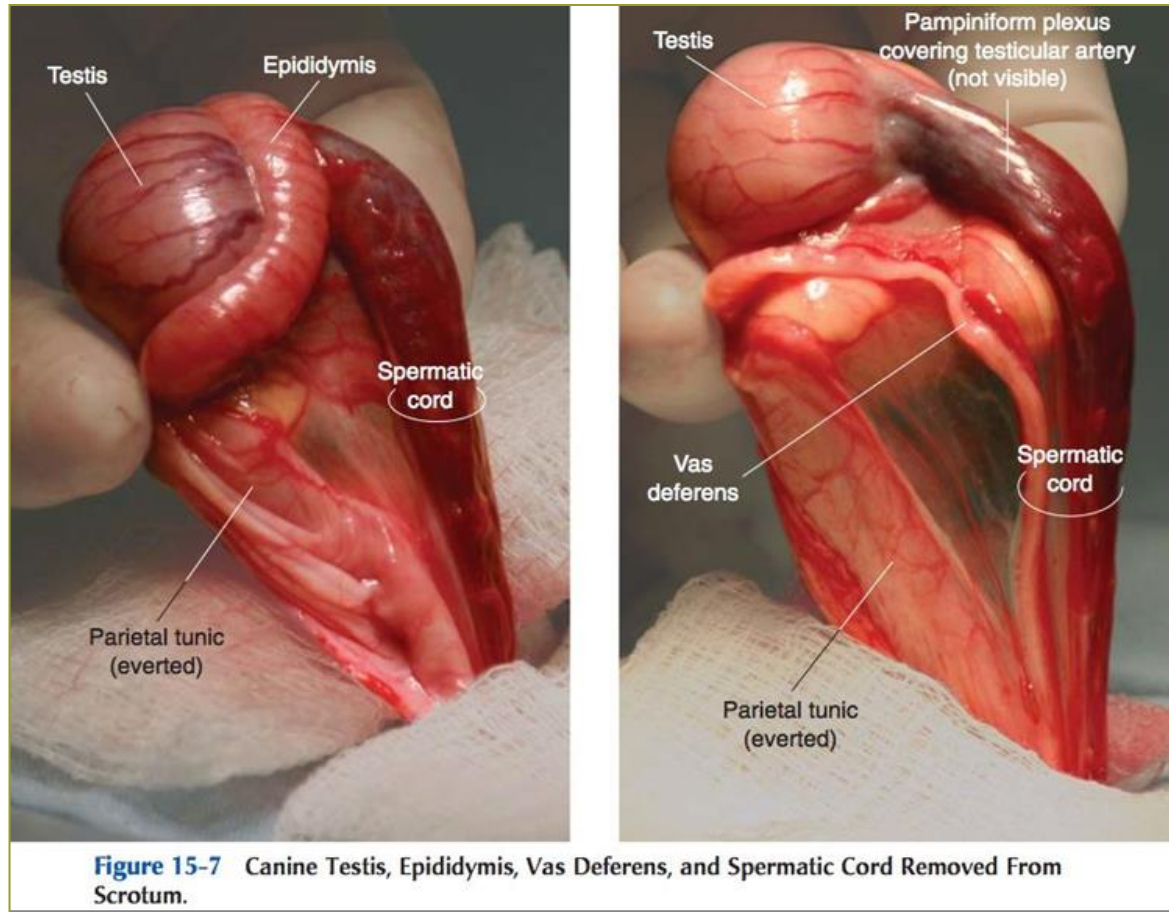 Testis
Epididymis
Spermatic
cord
Parietal tunic
(everted)
Testis
Pampiniform plexus
covering testicular artery
(not visible)
Vas
deferens
Spermatic
cord
Parietal tunic
(everted)
Figure 15-7 Canine Testis, Epididymis, Vas Deferens, and Spermatic Cord Removed From
Scrotum.